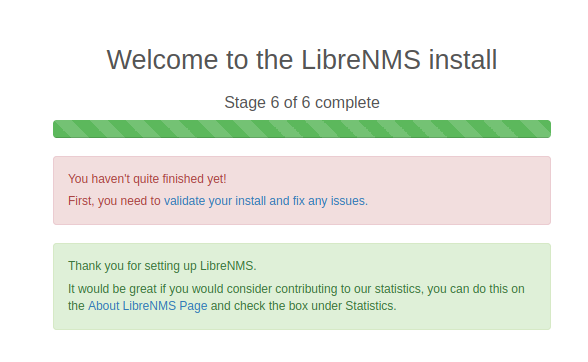 Welcome to the LibreNMS install
Stage 6 of 6 complete
You haven't quite finished yet!
First, you need to validate your install and fix any issues.
Thank you for setting up LibreNMS.
It would be great if you would consider contributing to our statistics, you can do this on
the About LibreNMS Page and check the box under Statistics.